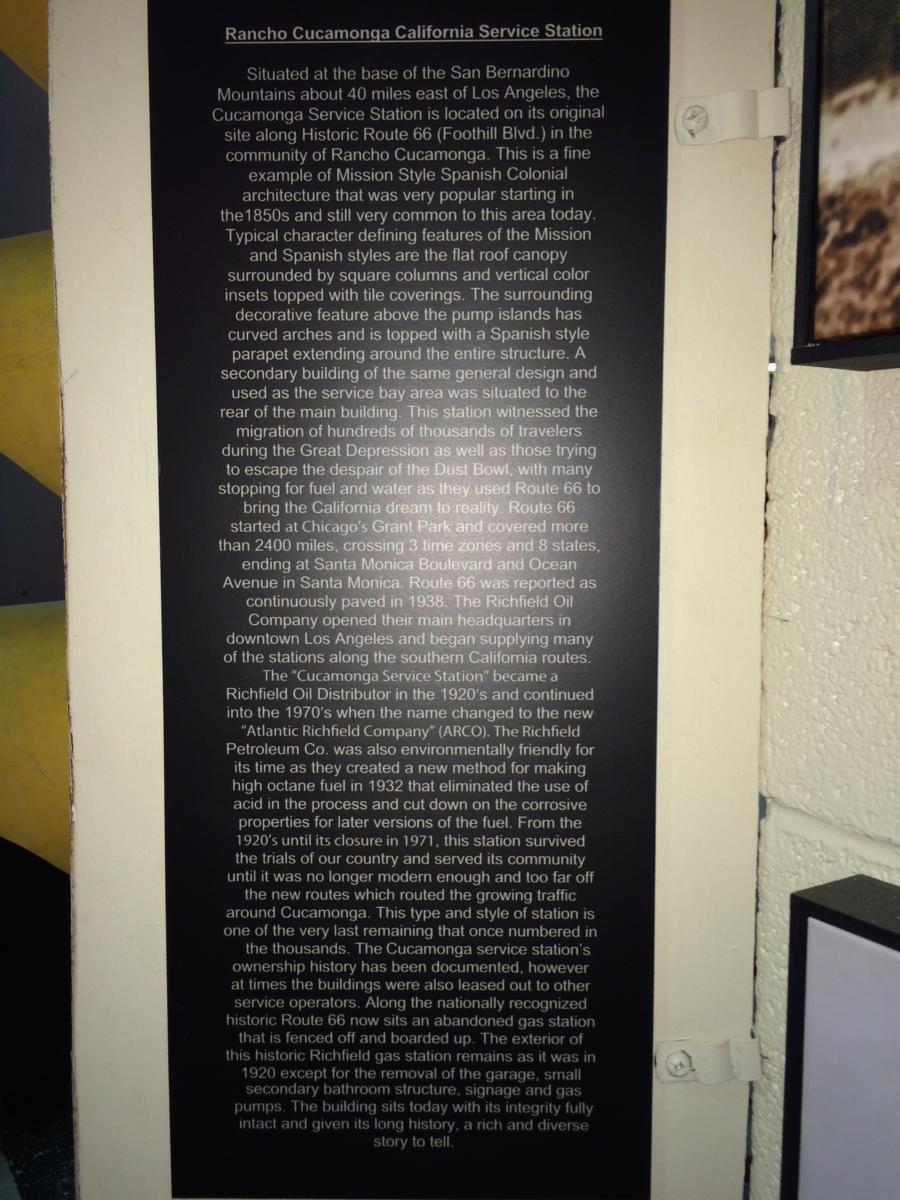 Rancho Cucamonga California Service Station
Situated at the base of the San Bernardino
Mountains about 40 miles east of Los Angeles, the
Cucamonga Service Station is located on its original
site along Historic Route 66 (Foothill Blvd.) in the
community of Rancho Cucamonga. This is a fine
example of Mission Style Spanish Colonial
architecture that was very popular starting in
the1850s and still very common to this area today.
Typical character defining features of the Mission
and Spanish styles are the flat roof canopy
surrounded by square columns and vertical color
insets topped with tile coverings. The surrounding
decorative feature above the pump islands has
curved arches and is topped with a Spanish style
parapet extending around the entire structure. A
secondary building of the same general design and
used as the service bay area was situated to the
rear of the main building. This station witnessed the
migration of hundreds of thousands of travelers
during the Great Depression as well as those trying
to escape the despair of the Dust Bowl, with many
stopping for fuel and water as they used Route 66 to
bring the California dream to reality. Route 66
started at Chicago's Grant Park and covered more
than 2400 miles, crossing 3 time zones and 8 states,
ending at Santa Monica Boulevard and Ocean
Avenue in Santa Monica. Route 66 was reported as
continuously paved in 1938. The Richfield Oil
Company opened their main headquarters in
downtown Los Angeles and began supplying many
of the stations along the southern California routes.
The "Cucamonga Service Station" became a
Richfield Oil Distributor in the 1920's and continued
into the 1970's when the name changed to the new
"Atlantic Richfield Company" (ARCO). The Richfield
Petroleum Co. was also environmentally friendly for
its time as they created a new method for making
high octane fuel in 1932 that eliminated the use of
acid in the process and cut down on the corrosive
properties for later versions of the fuel. From the
1920's until its closure in 1971, this station survived
the trials of our country and served its community
until it was no longer modern enough and too far off
the new routes which routed the growing traffic
around Cucamonga. This type and style of station is
one of the very last remaining that once numbered in
the thousands. The Cucamonga service station's
ownership history has been documented, however
at times the buildings were also leased out to other
service operators. Along the nationally recognized
historic Route 66 now sits an abandoned gas station
that is fenced off and boarded up. The exterior of
this historic Richfield gas station remains as it was in
1920 except for the removal of the garage, small
secondary bathroom structure, signage and gas
pumps. The building sits today with its integrity fully
intact and given its long history, a rich and diverse
story to tell.